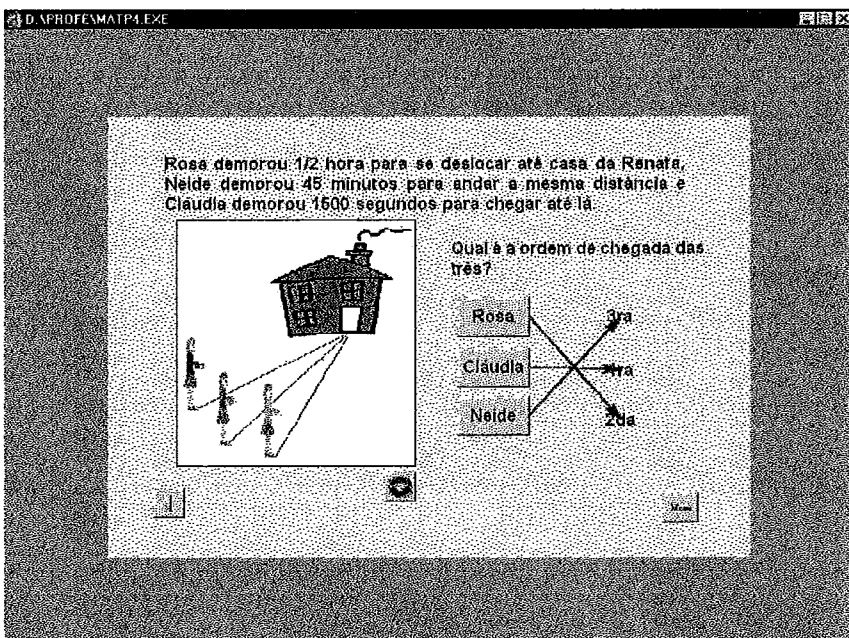 D:\PROFE\MATP4.EXE
Rosa demorou 1/2 hora para se deslocar até casa da Renata,
Neide demorou 45 minutos para andar a mesma distância e
Cláudia demorou 1500 segundos para chegar até lá.
Qual é a ordem de chegada das
três?
Rosa
3ra
Cláudia
1ra
Neide
2da
Menu